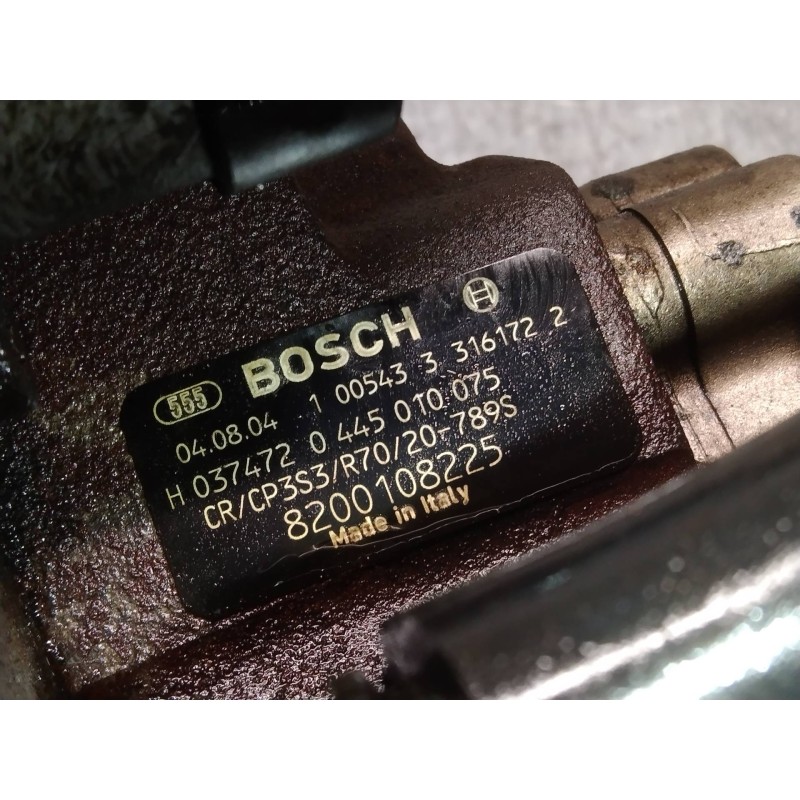 555 BOSCH H
04.08.04 1 00543 3 316172 2
H 037472 0 445 010 075
CR/CP3S3/R70/20-789S
8200108225
Made in Italy